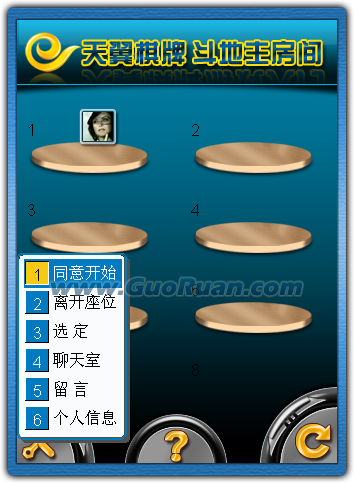 天翼棋牌 斗地主房间
1
2
3
4
1 同意开始
2 离开座位
3 选 定
4 聊天室
5 留 言
6 个人信息
www.GuoRuan.com
6
8
?